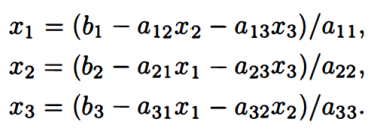 x₁ = (b₁ − a₁₂x₂ − a₁₃x₃)/a₁₁,
x₂ = (b₂ − a₂₁x₁ − a₂₃x₃)/a₂₂,
x₃ = (b₃ − a₃₁x₁ − a₃₂x₂)/a₃₃.